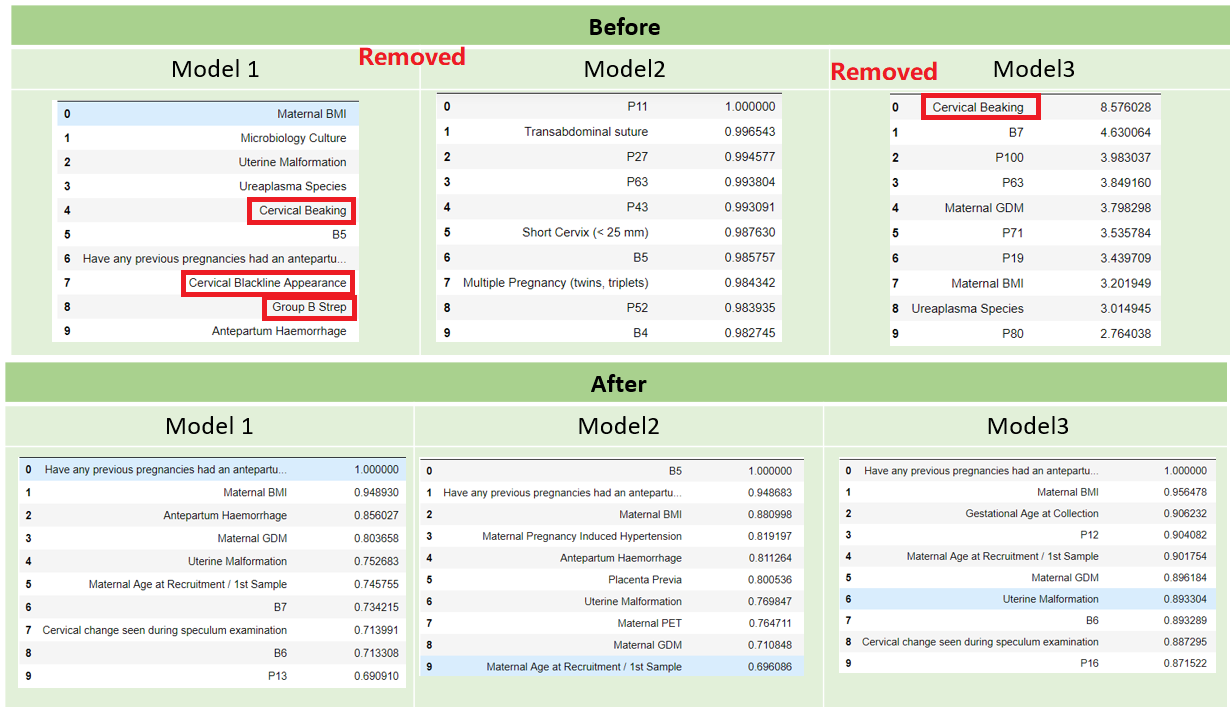 Before
Removed
Removed
Model 1
Model2
Model3
0 Maternal BMI
1 Microbiology Culture
2 Uterine Malformation
3 Ureaplasma Species
4 Cervical Beaking
5 B5
6 Have any previous pregnancies had an antepartu...
7 Cervical Blackline Appearance
8 Group B Strep
9 Antepartum Haemorrhage
0 P11 1.000000
1 Transabdominal suture 0.996543
2 P27 0.994577
3 P63 0.993804
4 P43 0.993091
5 Short Cervix (< 25 mm) 0.987630
6 B5 0.985757
7 Multiple Pregnancy (twins, triplets) 0.984342
8 P52 0.983935
9 B4 0.982745
0 Cervical Beaking 8.576028
1 B7 4.630064
2 P100 3.983037
3 P63 3.849160
4 Maternal GDM 3.798298
5 P71 3.535784
6 P19 3.439709
7 Maternal BMI 3.201949
8 Ureaplasma Species 3.014945
9 P80 2.764038
After
Model 1
Model2
Model3
0 Have any previous pregnancies had an antepartu... 1.000000
1 Maternal BMI 0.948930
2 Antepartum Haemorrhage 0.856027
3 Maternal GDM 0.803658
4 Uterine Malformation 0.752683
5 Maternal Age at Recruitment / 1st Sample 0.745755
6 B7 0.734215
7 Cervical change seen during speculum examination 0.713991
8 B6 0.713308
9 P13 0.690910
0 B5 1.000000
1 Have any previous pregnancies had an antepartu... 0.948683
2 Maternal BMI 0.880998
3 Maternal Pregnancy Induced Hypertension 0.819197
4 Antepartum Haemorrhage 0.811264
5 Placenta Previa 0.800536
6 Uterine Malformation 0.769847
7 Maternal PET 0.764711
8 Maternal GDM 0.710848
9 Maternal Age at Recruitment / 1st Sample 0.696086
0 Have any previous pregnancies had an antepartu... 1.000000
1 Maternal BMI 0.956478
2 Gestational Age at Collection 0.906232
3 P12 0.904082
4 Maternal Age at Recruitment / 1st Sample 0.901754
5 Maternal GDM 0.896184
6 Uterine Malformation 0.893304
7 B6 0.893289
8 Cervical change seen during speculum examination 0.887295
9 P16 0.871522